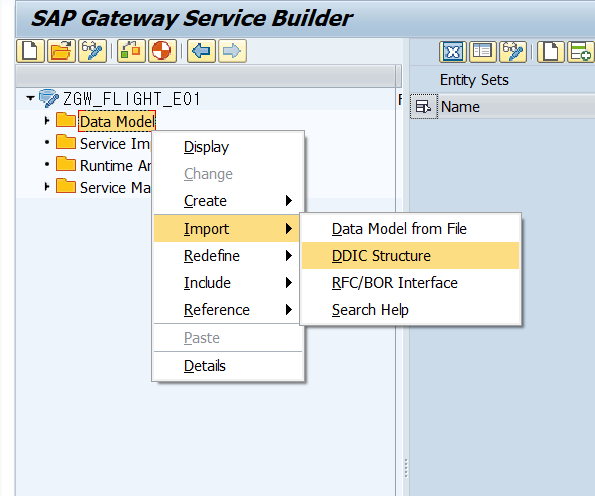 SAP Gateway Service Builder
ZGW_FLIGHT_E01
Data Model
Service Im
Runtime Ar
Service Ma
Display
Change
Create
Import
Redefine
Include
Reference
Paste
Details
Data Model from File
DDIC Structure
RFC/BOR Interface
Search Help
Entity Sets
Name